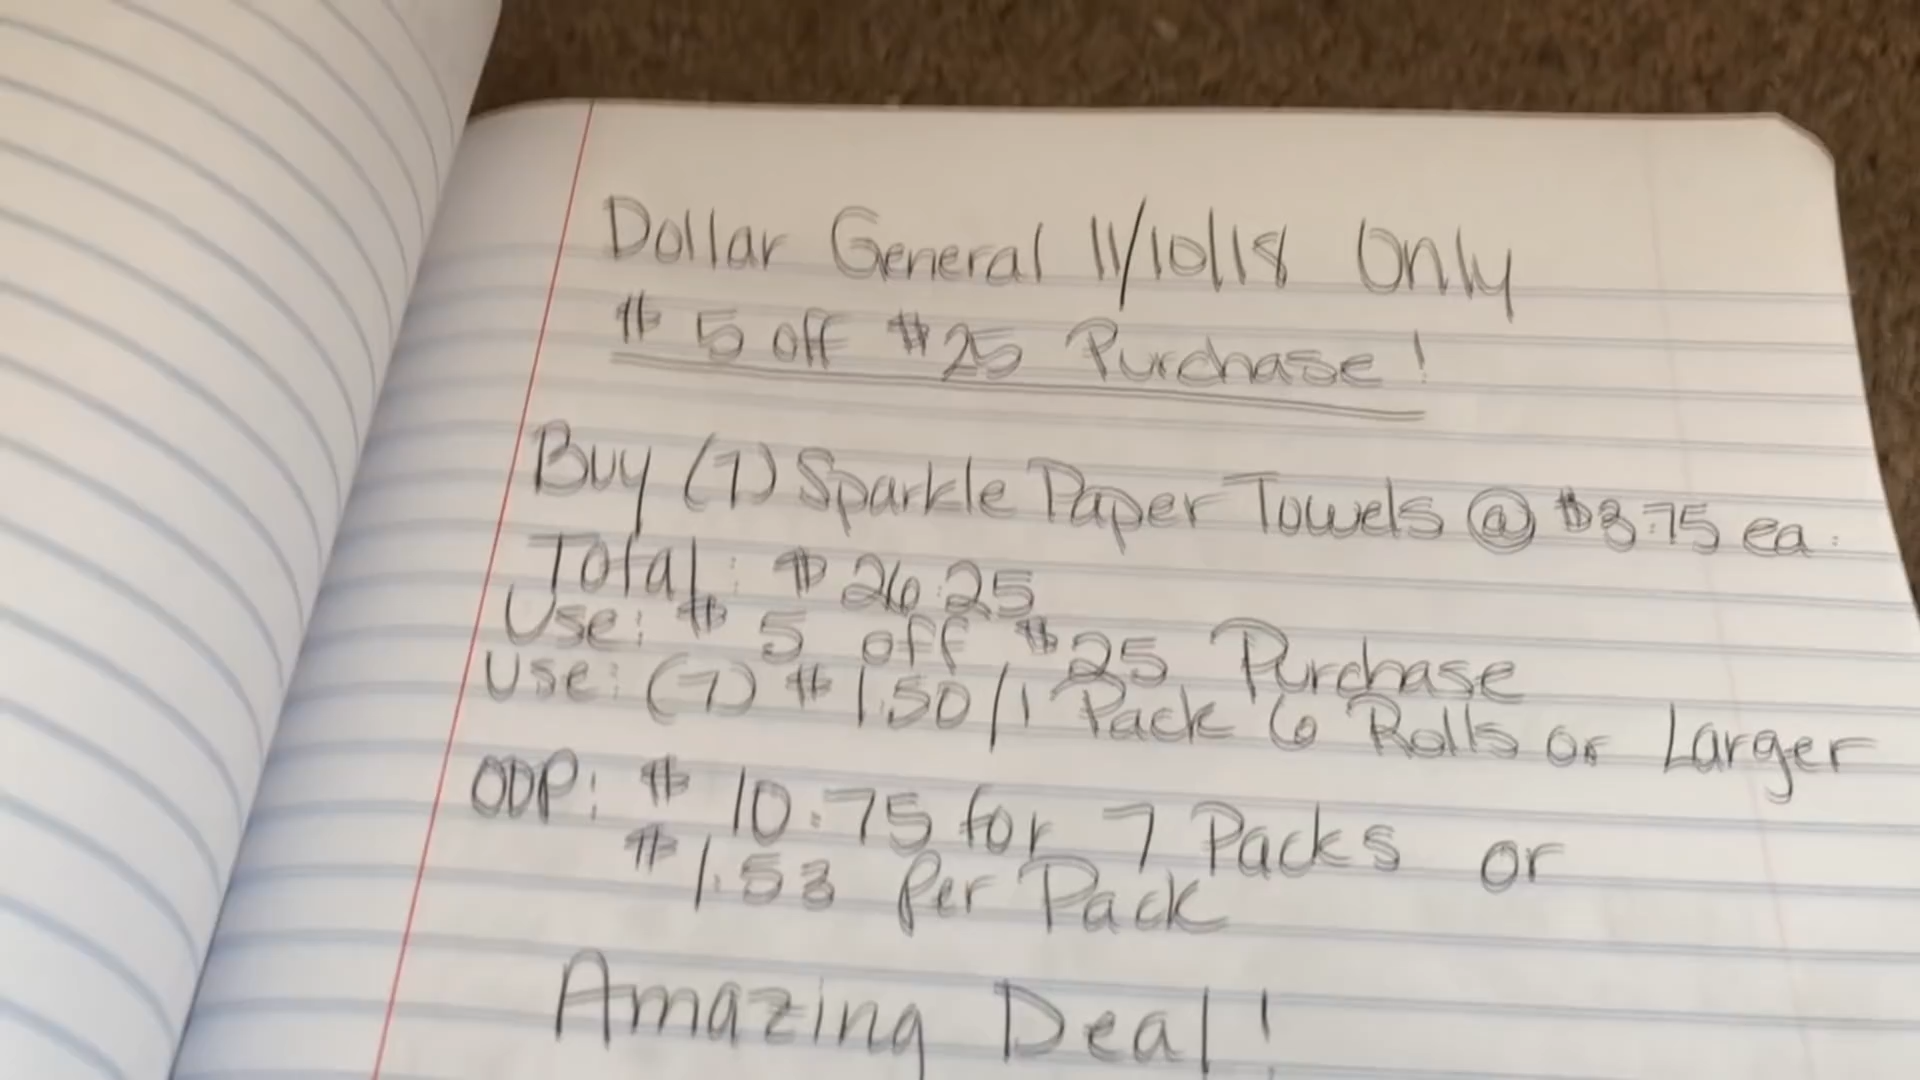 Dollar General 11/10/18 Only
$5 off $25 Purchase!
Buy (7) Sparkle Paper Towels @ $3.75 ea.
Total: $26.25
Use: $5 off $25 Purchase
Use: (7) $1.50/1 Pack 6 Rolls or Larger
OOP: $10.75 for 7 Packs or
$1.53 Per Pack
Amazing Deal!